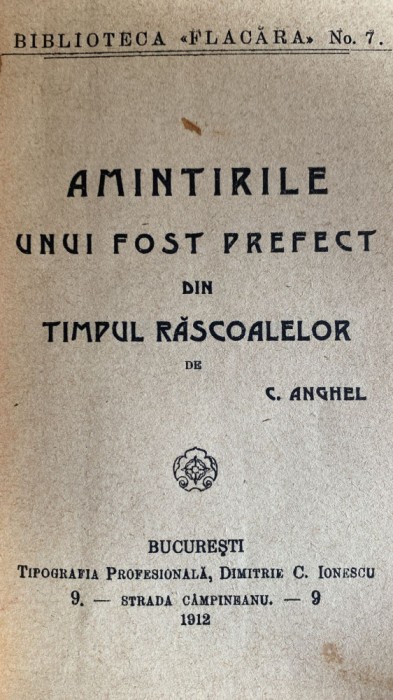 BIBLIOTECA «FLACĂRA» No. 7.
AMINTIRILE
UNUI FOST PREFECT
DIN
TIMPUL RĂSCOALELOR
DE
C. ANGHEL
BUCUREȘTI
TIPOGRAFIA PROFESIONALĂ, DIMITRIE C. IONESCU
9. — STRADA CÂMPINEANU. — 9
1912